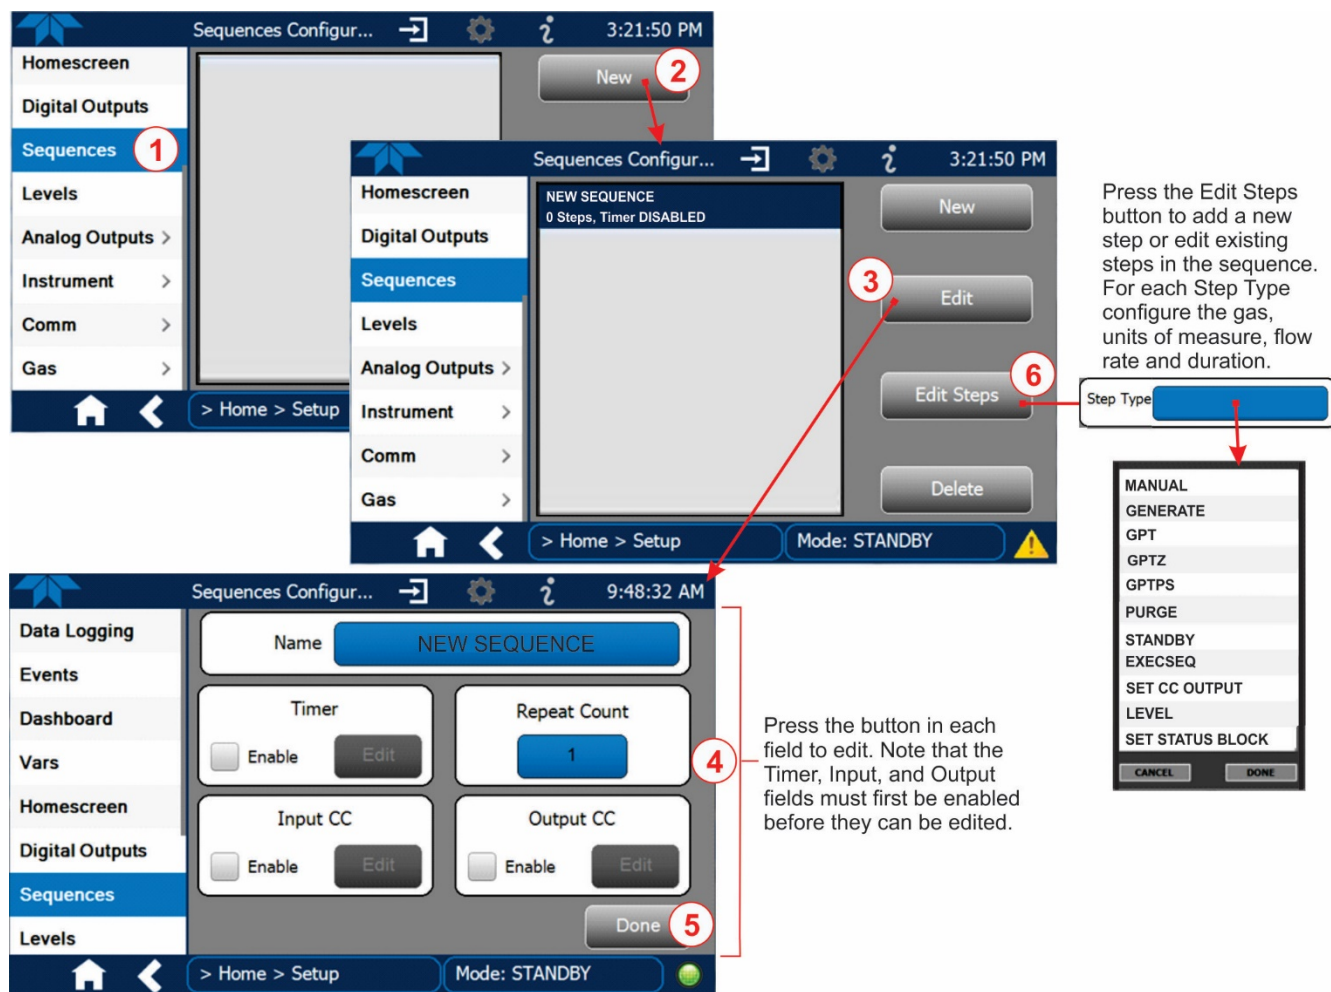 Sequences Configur... i 3:21:50 PM
Homescreen
Digital Outputs
Sequences 1
Levels
Analog Outputs >
Instrument >
Comm >
Gas >
> Home > Setup
New 2
Sequences Configur... i 3:21:50 PM
Homescreen
Digital Outputs
Sequences
Levels
Analog Outputs >
Instrument >
Comm >
Gas >
NEW SEQUENCE
0 Steps, Timer DISABLED
New
3
Edit
6
Edit Steps
Delete
> Home > Setup
Mode: STANDBY
Press the Edit Steps
button to add a new
step or edit existing
steps in the sequence.
For each Step Type
configure the gas,
units of measure, flow
rate and duration.
Step Type
MANUAL
GENERATE
GPT
GPTZ
GPTPS
PURGE
STANDBY
EXECSEQ
SET CC OUTPUT
LEVEL
SET STATUS BLOCK
CANCEL DONE
Sequences Configur... i 9:48:32 AM
Data Logging
Events
Dashboard
Vars
Homescreen
Digital Outputs
Sequences
Levels
Name NEW SEQUENCE
Timer
Enable Edit
Repeat Count
1
Input CC
Enable Edit
Output CC
Enable Edit
Done 5
> Home > Setup
Mode: STANDBY
4
Press the button in each
field to edit. Note that the
Timer, Input, and Output
fields must first be enabled
before they can be edited.